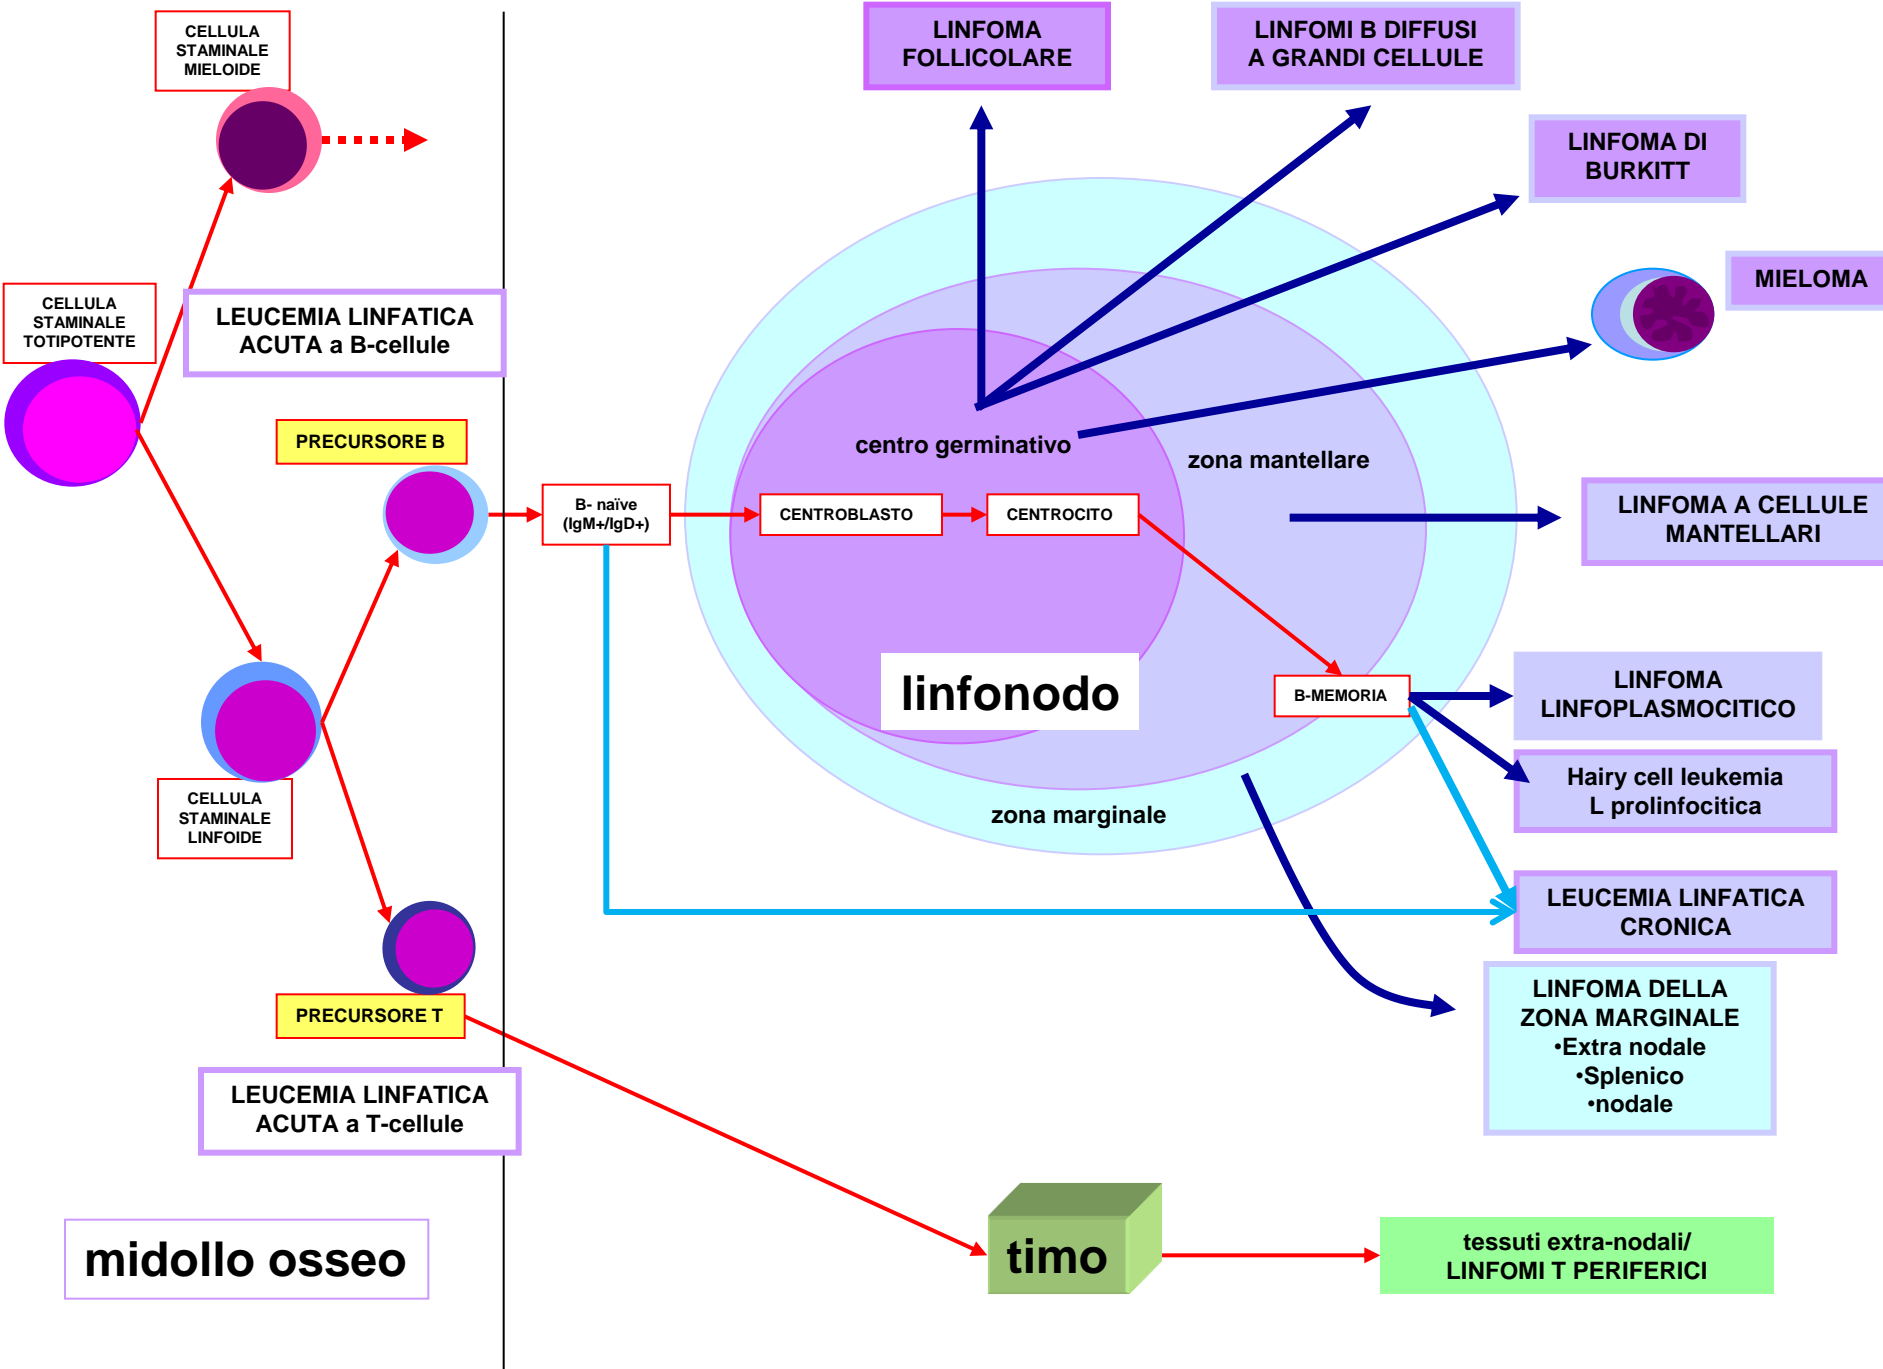 CELLULA
STAMINALE
MIELOIDE
LINFOMA
FOLLICOLARE
LINFOMI B DIFFUSI
A GRANDI CELLULE
LINFOMA DI
BURKITT
MIELOMA
CELLULA
STAMINALE
TOTIPOTENTE
LEUCEMIA LINFATICA
ACUTA a B-cellule
PRECURSORE B
centro germinativo
zona mantellare
B- naïve
(IgM+/IgD+)
CENTROBLASTO
CENTROCITO
LINFOMA A CELLULE
MANTELLARI
linfonodo
B-MEMORIA
LINFOMA
LINFOPLASMOCITICO
Hairy cell leukemia
L prolinfocitica
zona marginale
CELLULA
STAMINALE
LINFOIDE
LEUCEMIA LINFATICA
CRONICA
PRECURSORE T
LINFOMA DELLA
ZONA MARGINALE
•Extra nodale
•Splenico
•nodale
LEUCEMIA LINFATICA
ACUTA a T-cellule
midollo osseo
timo
tessuti extra-nodali/
LINFOMI T PERIFERICI